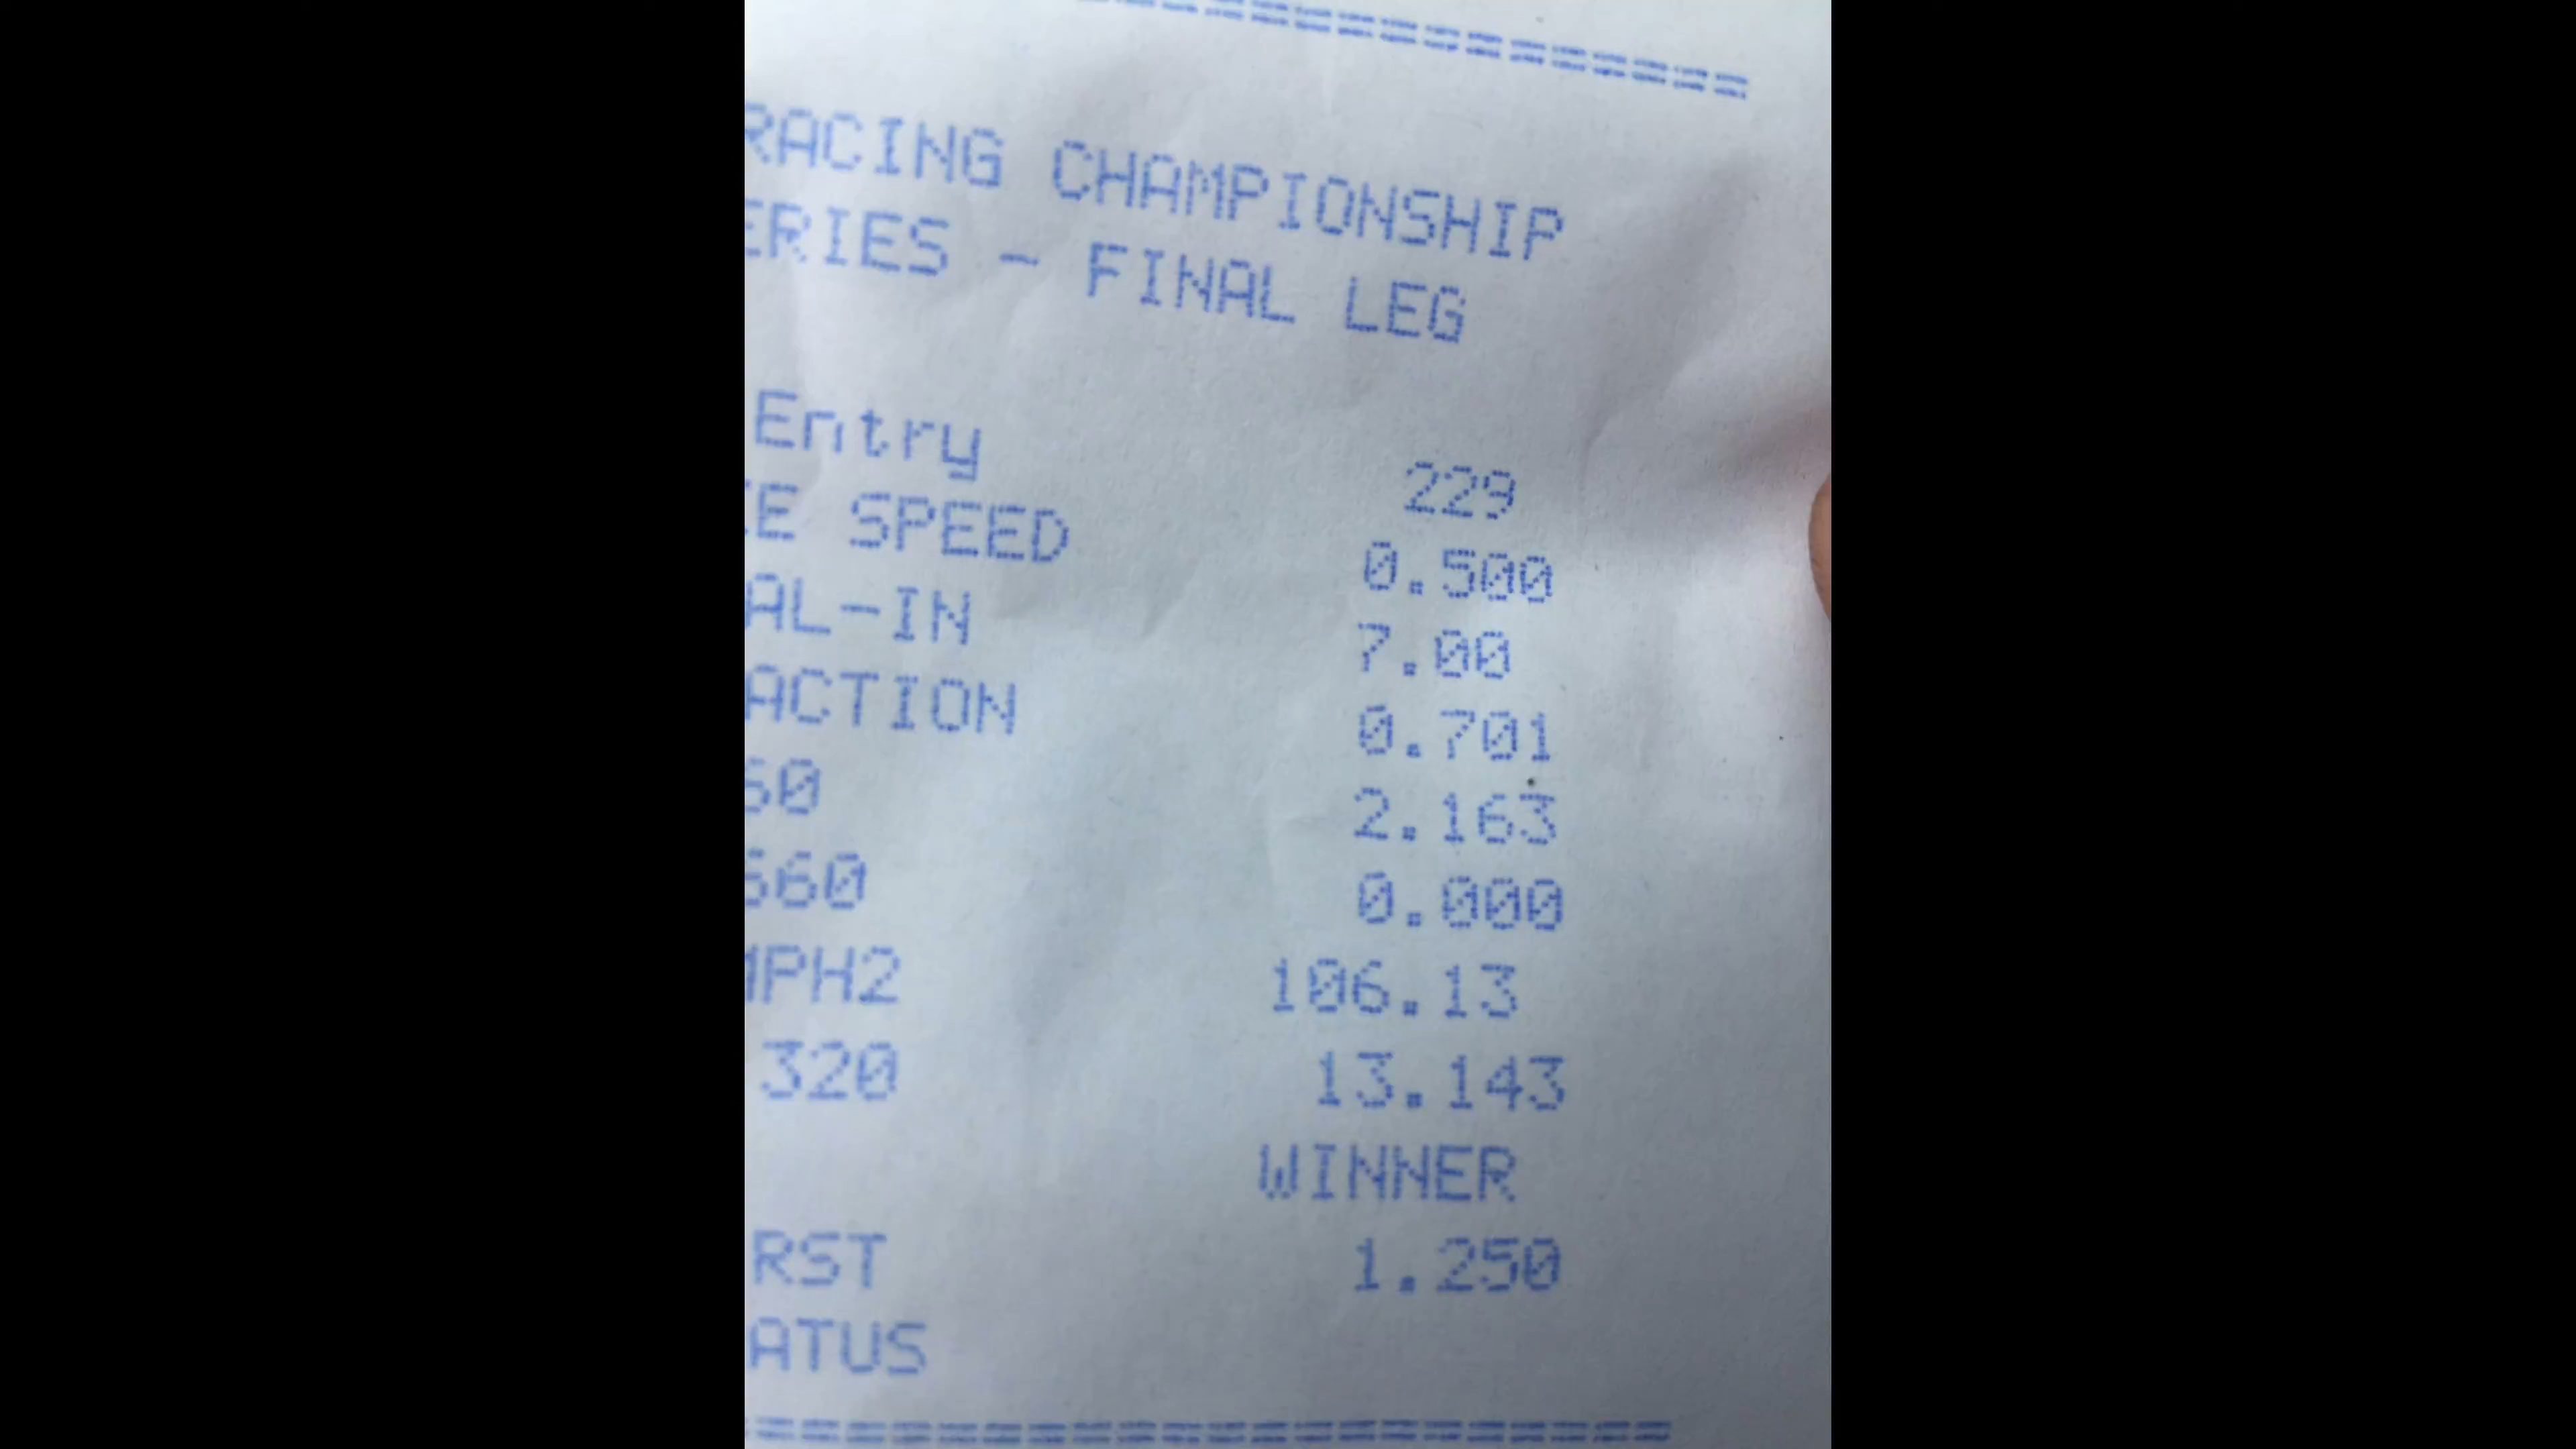 RACING CHAMPIONSHIP
ERIES - FINAL LEG
Entry 229
E SPEED 0.500
AL-IN 7.00
ACTION 0.701
60 2.163
660 0.000
MPH2 106.13
320 13.143
WINNER
RST 1.250
ATUS